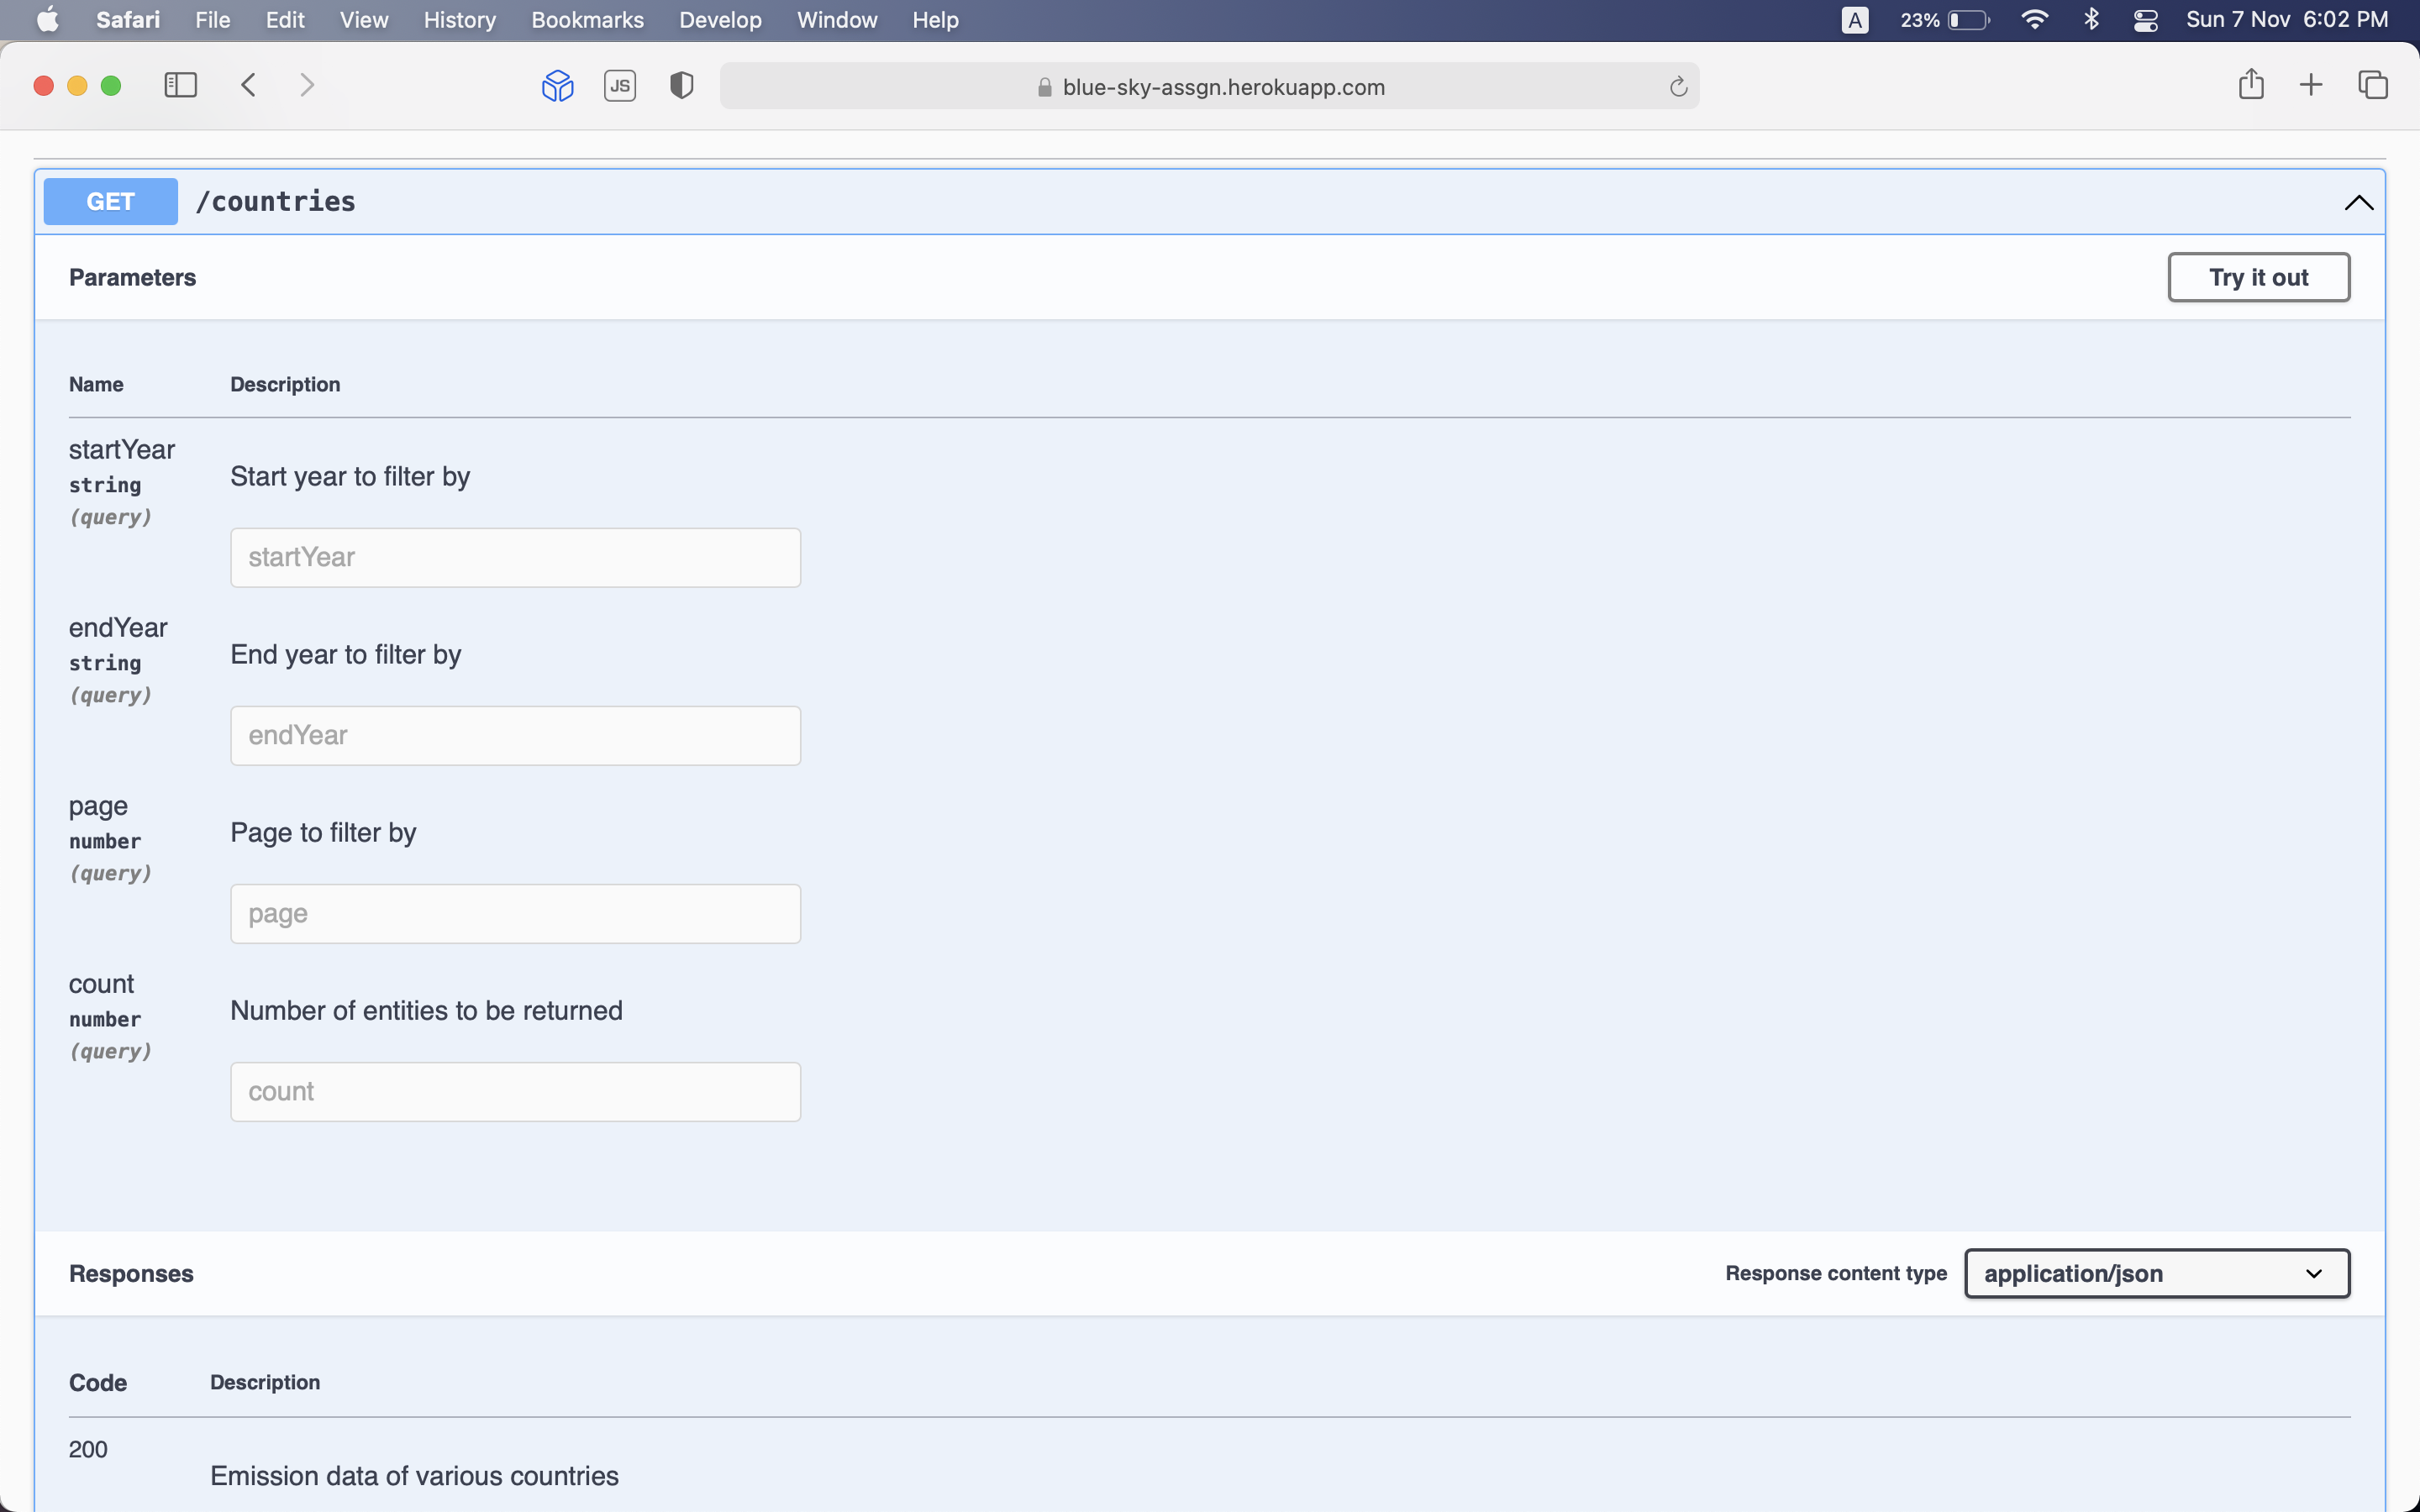 Safari File Edit View History Bookmarks Develop Window Help A 23% Sun 7 Nov 6:02 PM
JS blue-sky-assgn.herokuapp.com
GET /countries
Parameters Try it out
Name Description
startYear
string
(query)
Start year to filter by
startYear
endYear
string
(query)
End year to filter by
endYear
page
number
(query)
Page to filter by
page
count
number
(query)
Number of entities to be returned
count
Responses Response content type application/json
Code Description
200
Emission data of various countries